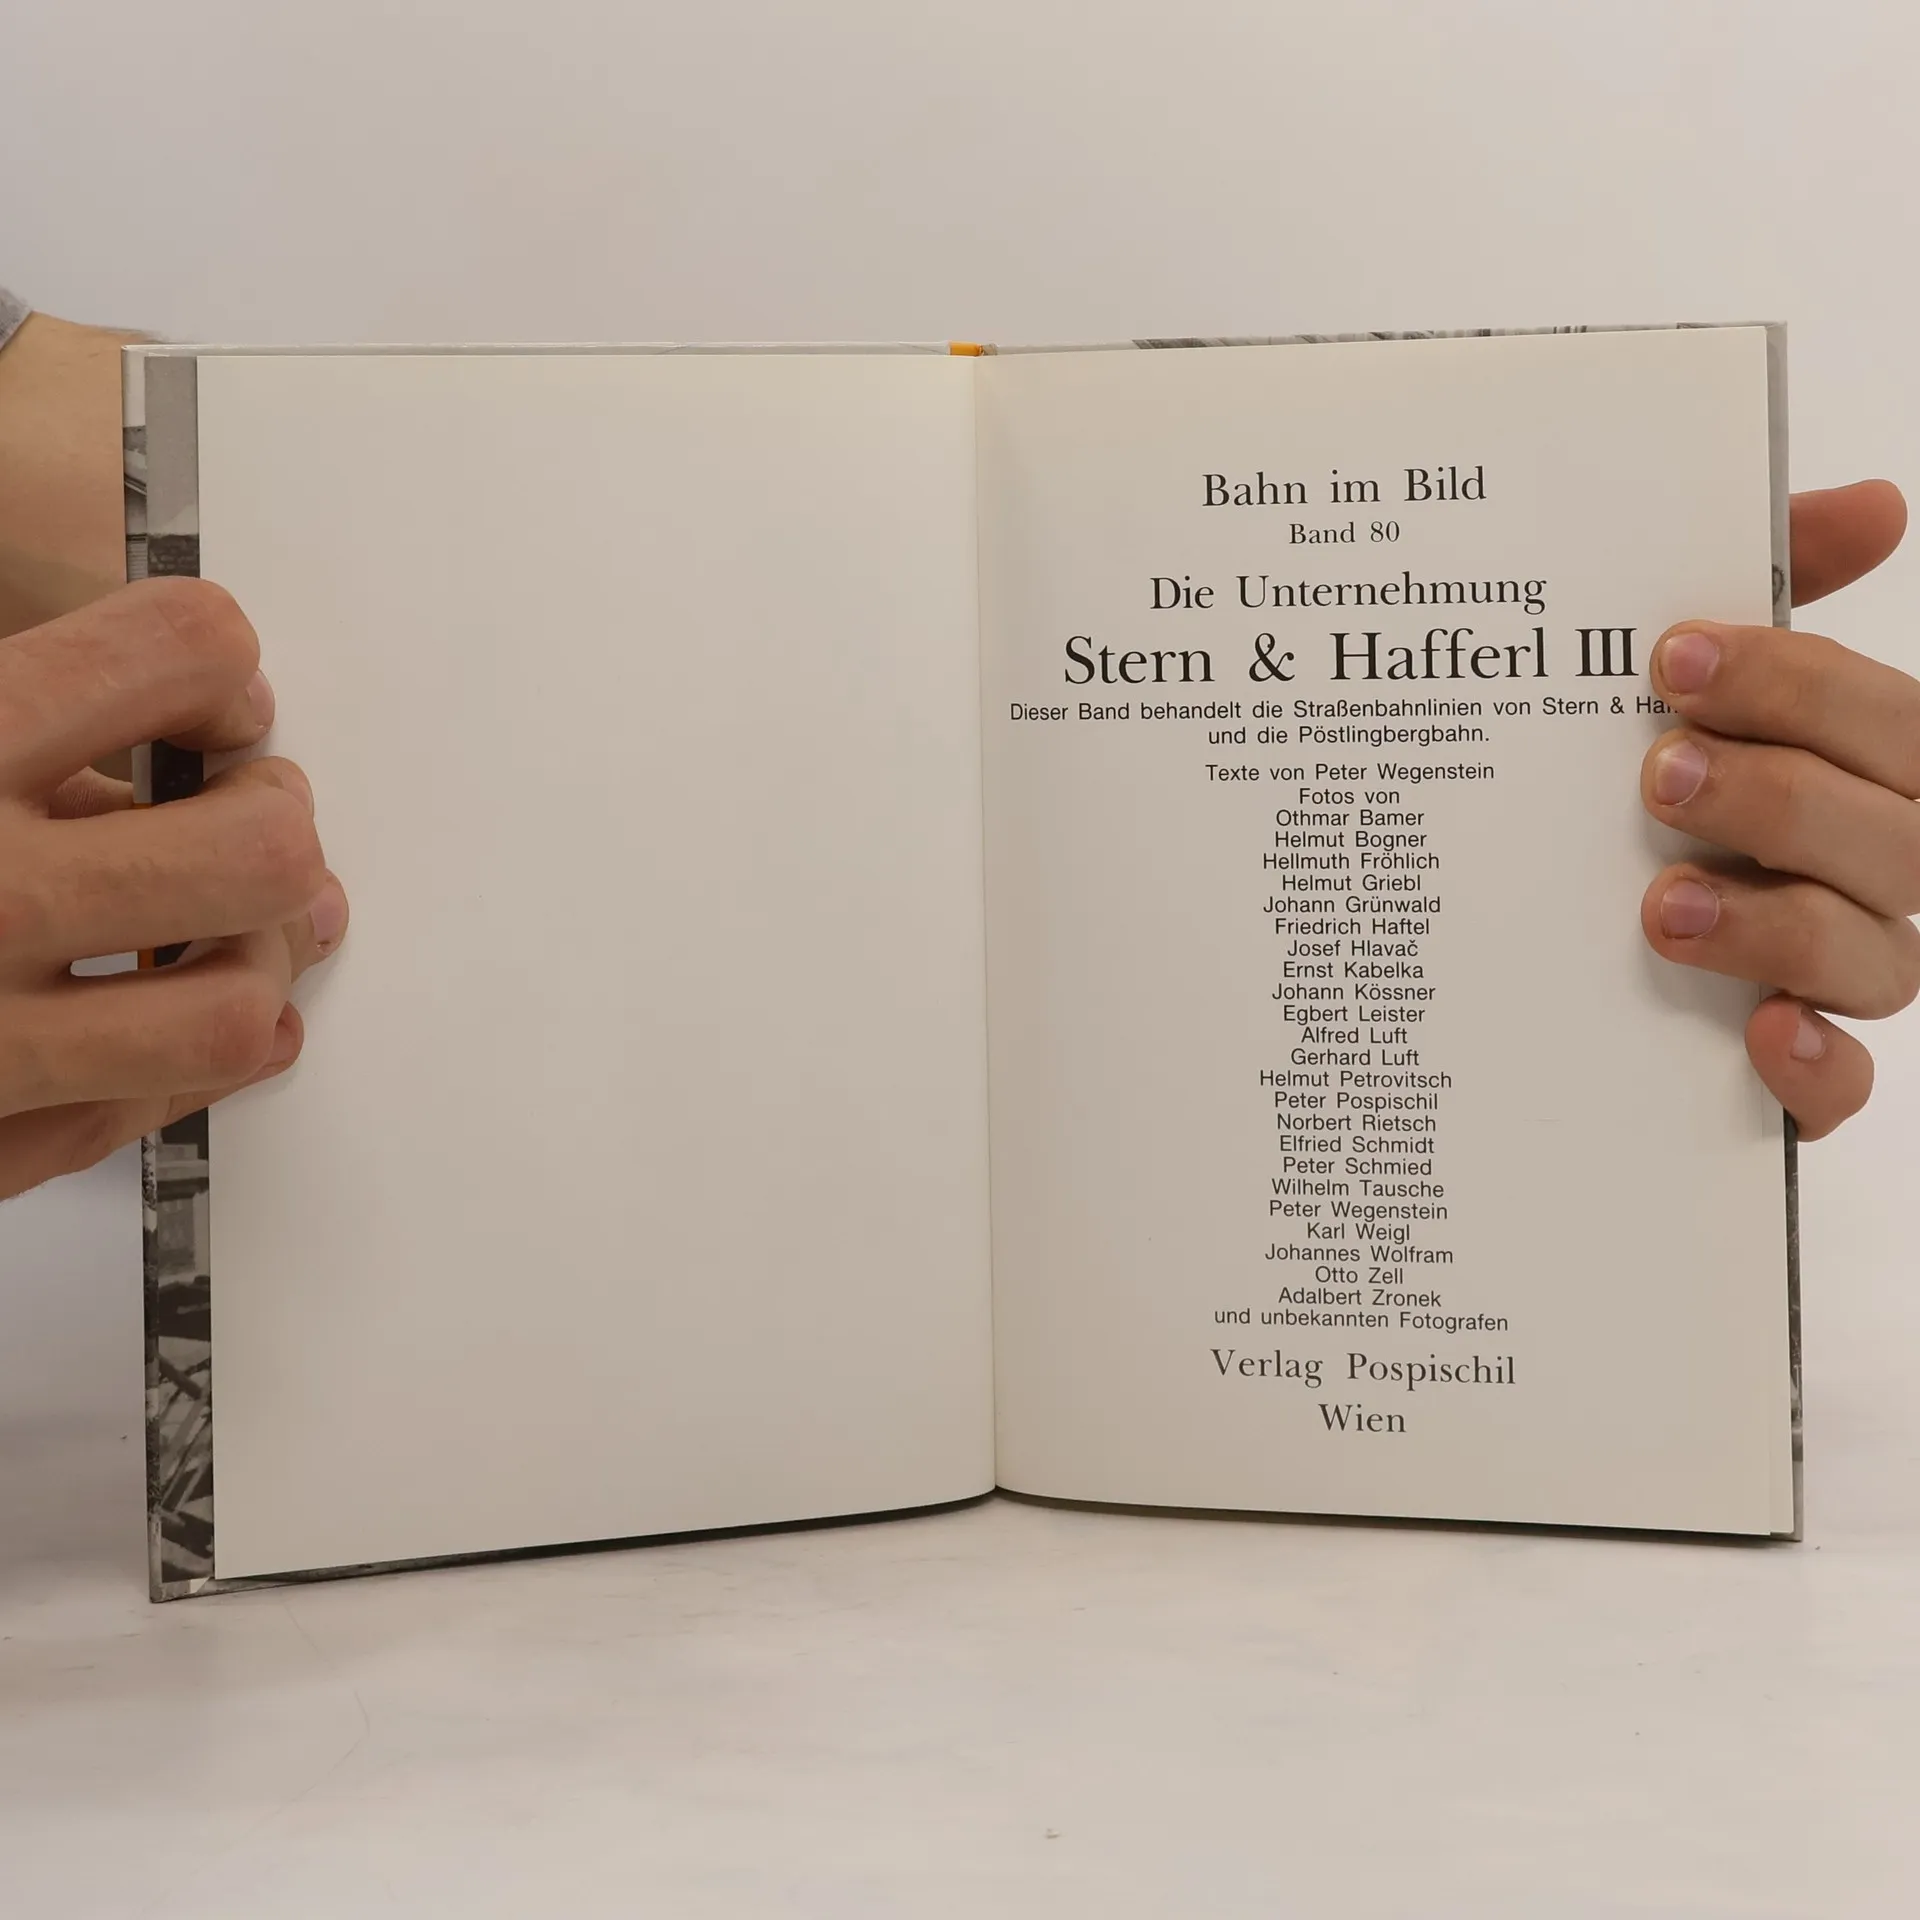 Bahn im Bild
Band 80
Die Unternehmung
Stern & Hafferl III
Dieser Band behandelt die Straßenbahnlinien von Stern &
und die Pöstlingbergbahn.
Texte von Peter Wegenstein
Fotos von
Othmar Bamer
Helmut Bogner
Hellmuth Fröhlich
Helmut Griebl
Johann Grünwald
Friedrich Haftel
Josef Hlavač
Ernst Kabelka
Johann Kössner
Egbert Leister
Alfred Luft
Gerhard Luft
Helmut Petrovitsch
Peter Pospischil
Norbert Rietsch
Elfried Schmidt
Peter Schmied
Wilhelm Tausche
Peter Wegenstein
Karl Weigl
Johannes Wolfram
Otto Zell
Adalbert Zronek
und unbekannten Fotografen
Verlag Pospischil
Wien